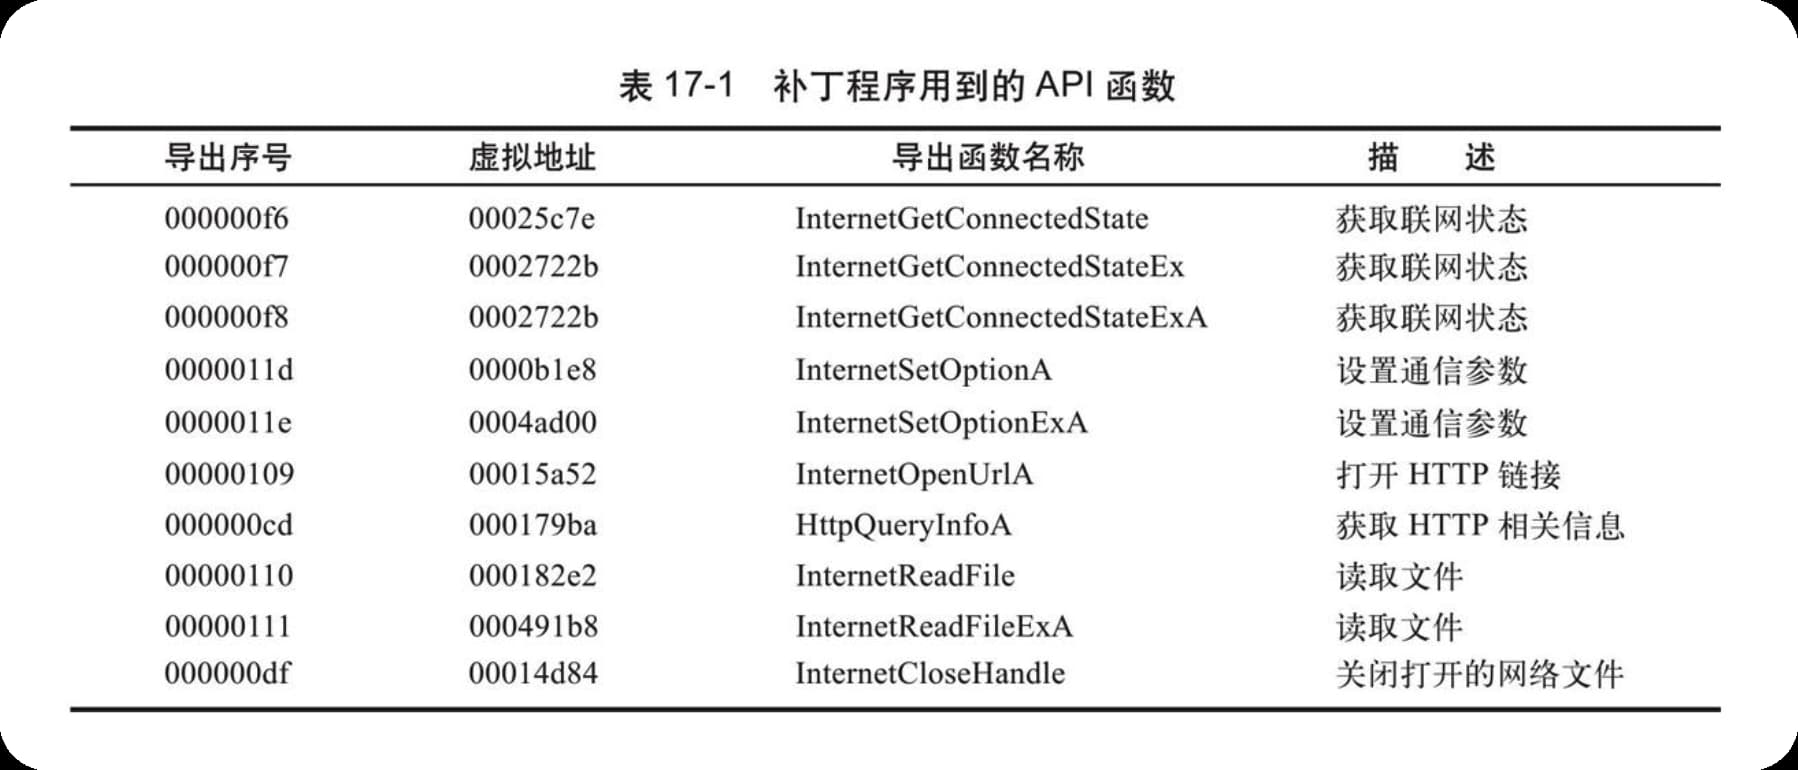 表 17-1 补丁程序用到的 API 函数
导出序号 虚拟地址 导出函数名称 描 述
000000f6 00025c7e InternetGetConnectedState 获取联网状态
000000f7 0002722b InternetGetConnectedStateEx 获取联网状态
000000f8 0002722b InternetGetConnectedStateExA 获取联网状态
0000011d 0000b1e8 InternetSetOptionA 设置通信参数
0000011e 0004ad00 InternetSetOptionExA 设置通信参数
00000109 00015a52 InternetOpenUrlA 打开 HTTP 链接
000000cd 000179ba HttpQueryInfoA 获取 HTTP 相关信息
00000110 000182e2 InternetReadFile 读取文件
00000111 000491b8 InternetReadFileExA 读取文件
000000df 00014d84 InternetCloseHandle 关闭打开的网络文件